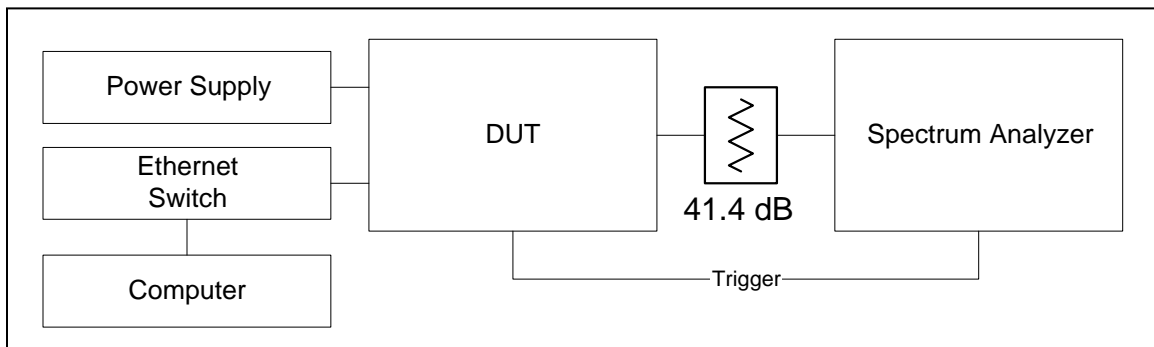 Power Supply
Ethernet
Switch
Computer
DUT
41.4 dB
Spectrum Analyzer
Trigger